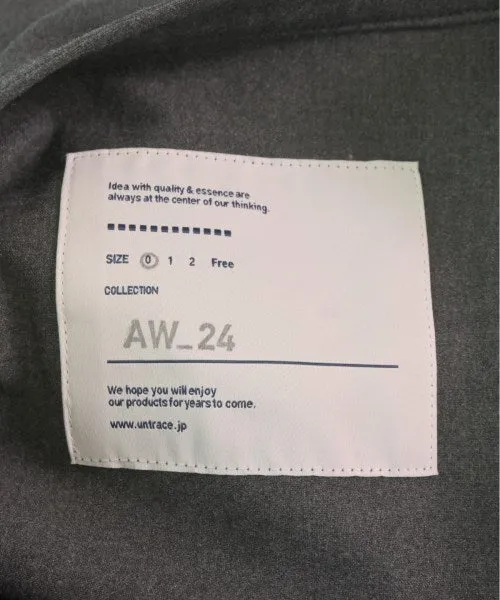 Idea with quality & essence are
always at the center of our thinking.
SIZE 0 1 2 Free
COLLECTION
AW_24
We hope you will enjoy
our products for years to come.
www.untrace.jp